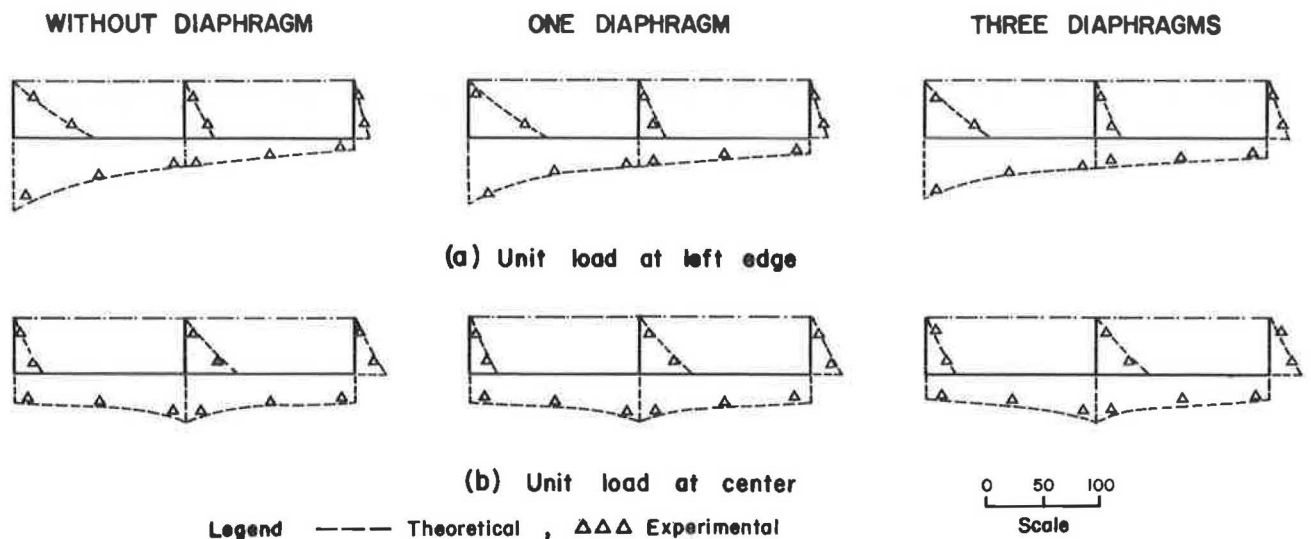 WITHOUT DIAPHRAGM
ONE DIAPHRAGM
THREE DIAPHRAGMS
(a) Unit load at left edge
(b) Unit load at center
0 50 100
Scale
Legend Theoretical , ΔΔΔ Experimental